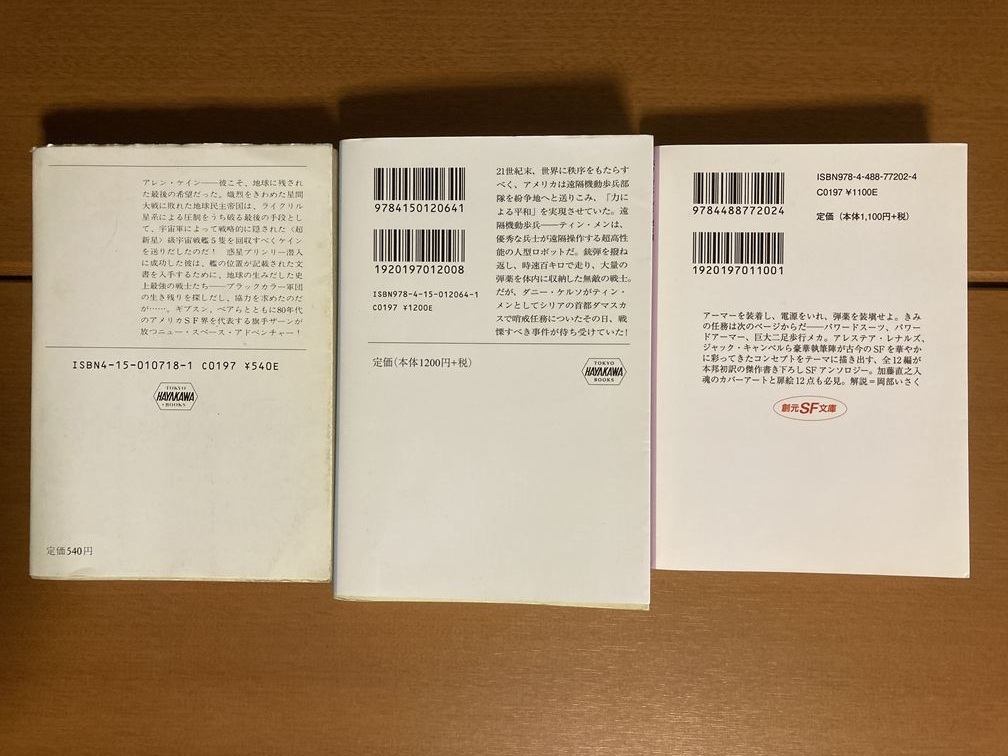 アレン・ケイン――彼こそ、地球に残され
た最後の希望だった。熾烈をきわめた星間
大戦に敗れた地球民主帝国は、ライクリル
星系による圧制をうち破る最後の手段とし
て、宇宙軍によって戦略的に隠された〈超
新星〉級宇宙戦艦５隻を回収すべくケイン
を送りだしたのだ！　惑星プリンリー潜入
に成功した彼は、艦の位置が記載された文
書を入手するために、地球の生みだした史
上最強の戦士たち――ブラックカラー軍団
の生き残りを探しだし、協力を求めたのだ
が……。ギブスン、ベアらとともに80年代
のアメリカＳＦ界を代表する旗手ザーンが
放つニュー・スペース・アドベンチャー！
ISBN4-15-010718-1 C0197 ¥540E
TOKYO
HAYAKAWA
BOOKS
定価540円
9784150120641
1920197012008
ISBN978-4-15-012064-1
C0197 ¥1200E
定価（本体1200円+税）
21世紀末、世界に秩序をもたらす
べく、アメリカは遠隔機動歩兵部
隊を紛争地へと送りこみ、「力に
よる平和」を実現させていた。遠
隔機動歩兵――ティン・メンは、
優秀な兵士が遠隔操作する超高性
能の人型ロボットだ。銃弾を撥ね
返し、時速百キロで走り、大量の
弾薬を体内に収納した無敵の戦士。
だが、ダニー・ケルソがティン・
メンとしてシリアの首都ダマスカ
スで哨戒任務についたその日、戦
慄すべき事件が待ち受けていた！
TOKYO
HAYAKAWA
BOOKS
9784488772024
1920197011001
ISBN978-4-488-77202-4
C0197 ¥1100E
定価（本体1,100円+税）
アーマーを装着し、電源をいれ、弾薬を装填せよ。きみ
の任務は次のページからだ――パワードスーツ、パワー
ドアーマー、巨大二足歩行メカ。アレステア・レナルズ、
ジャック・キャンベルら豪華執筆陣が古今のSFを華やか
に彩ってきたコンセプトをテーマに描き出す、全12編が
本邦初訳の傑作書き下ろしSFアンソロジー。加藤直之入
魂のカバーアートと扉絵12点も必見。解説＝岡部いさく
創元SF文庫